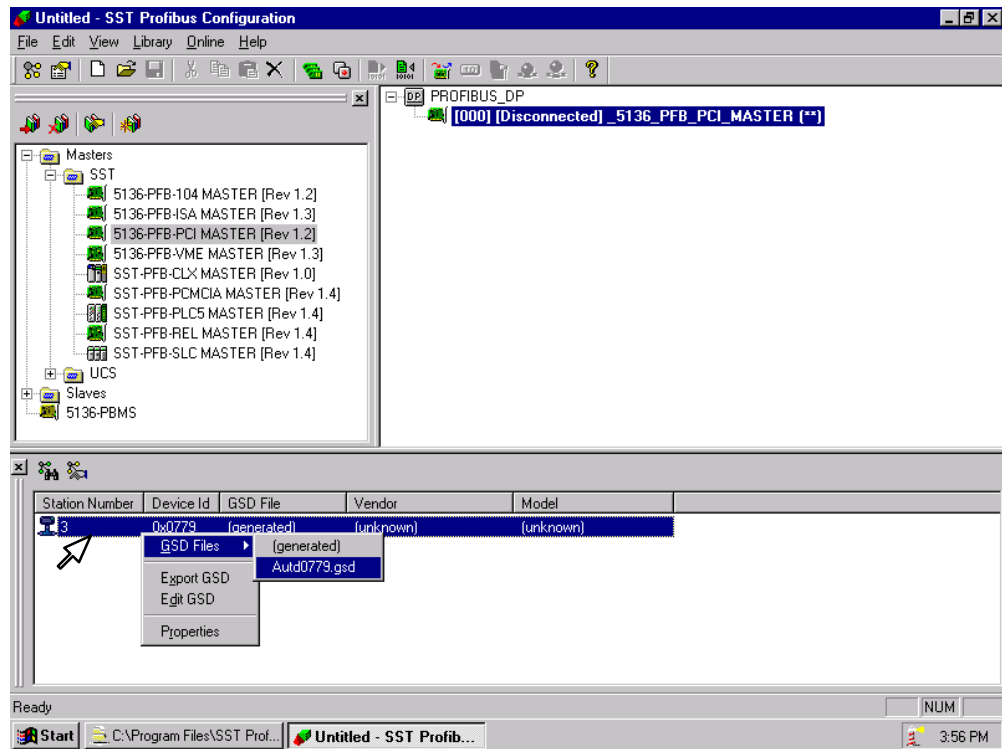 Untitled - SST Profibus Configuration
File Edit View Library Online Help
PROFIBUS_DP
[000] [Disconnected] _5136_PFB_PCI_MASTER (**)
Masters
SST
5136-PFB-104 MASTER [Rev 1.2]
5136-PFB-ISA MASTER [Rev 1.3]
5136-PFB-PCI MASTER [Rev 1.2]
5136-PFB-VME MASTER [Rev 1.3]
SST-PFB-CLX MASTER [Rev 1.0]
SST-PFB-PCMCIA MASTER [Rev 1.4]
SST-PFB-PLC5 MASTER [Rev 1.4]
SST-PFB-REL MASTER [Rev 1.4]
SST-PFB-SLC MASTER [Rev 1.4]
UCS
Slaves
5136-PBMS
Station Number Device Id GSD File Vendor Model
3 0x0779 (generated) (unknown) (unknown)
GSD Files
(generated)
Autd0779.gsd
Export GSD
Edit GSD
Properties
Ready NUM
Start C:\Program Files\SST Prof... Untitled - SST Profib... 3:56 PM